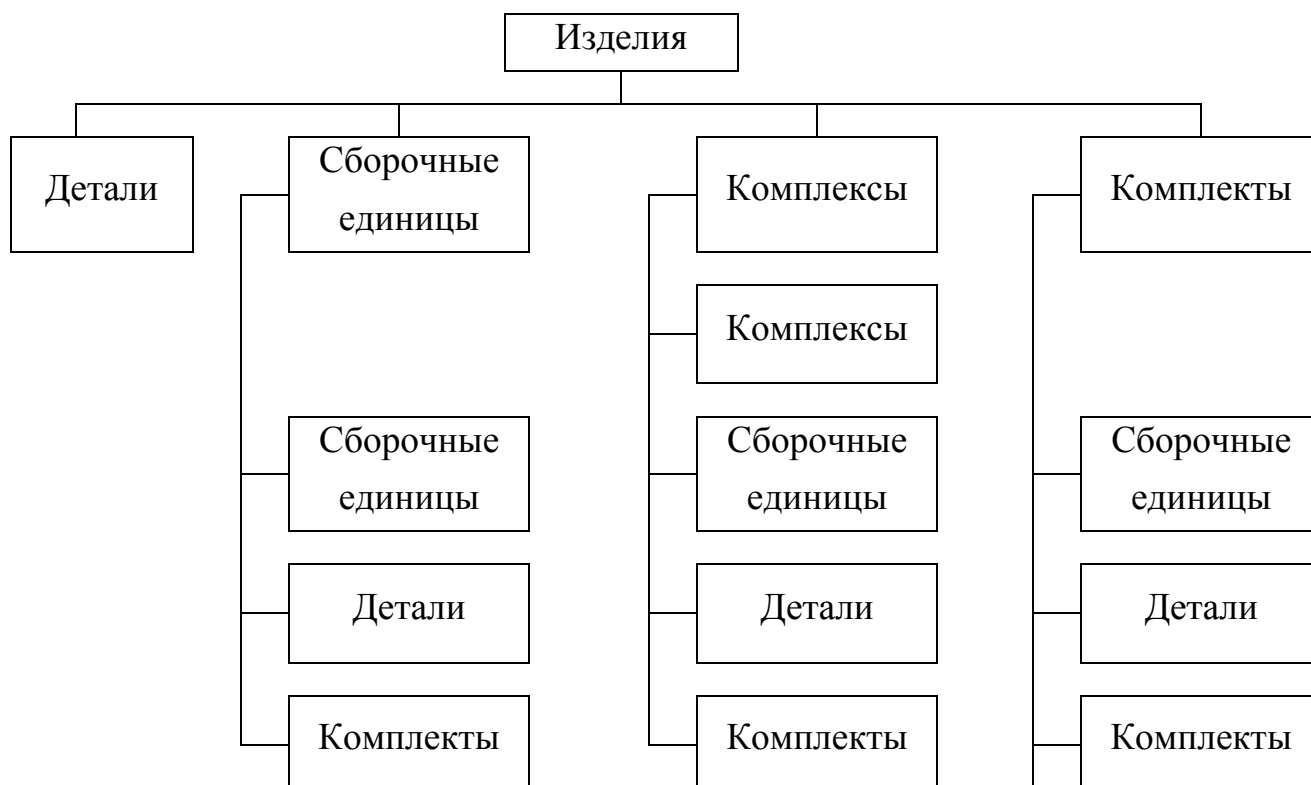 Изделия
Детали
Сборочные
единицы
Комплексы
Комплекты
Комплексы
Сборочные
единицы
Сборочные
единицы
Сборочные
единицы
Детали
Детали
Детали
Комплекты
Комплекты
Комплекты